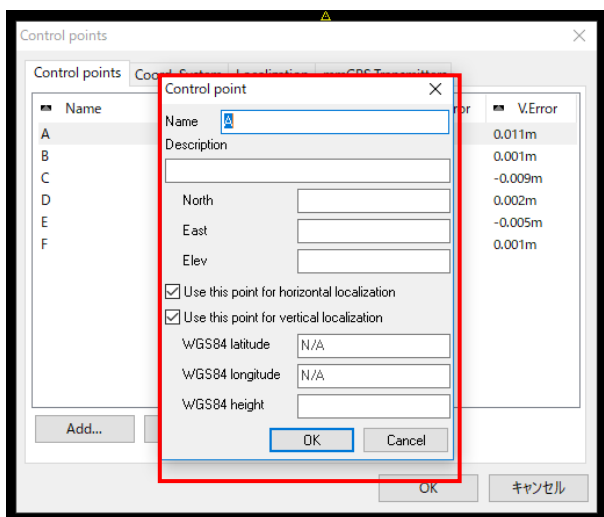 Control points
Control points
Control point
Name
V.Error
Name A
A 0.011m
Description
B 0.001m
C -0.009m
North
D 0.002m
East
E -0.005m
Elev
F 0.001m
Use this point for horizontal localization
Use this point for vertical localization
WGS84 latitude N/A
WGS84 longitude N/A
WGS84 height
Add...
OK Cancel
OK キャンセル